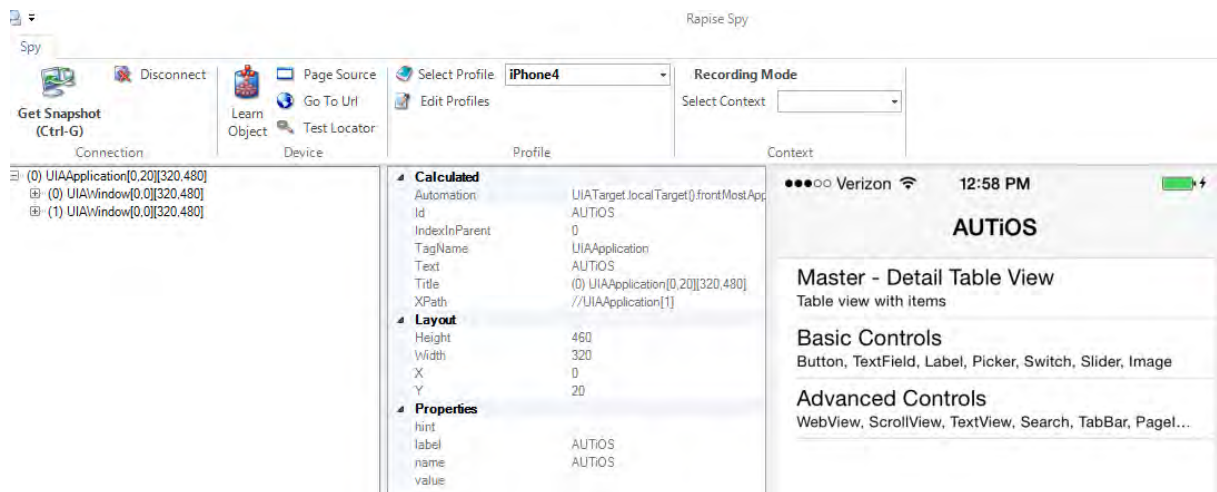 Rapise Spy
Spy
Get Snapshot
(Ctrl-G)
Disconnect
Connection
Learn
Object
Page Source
Go To Url
Test Locator
Device
Select Profile iPhone4
Edit Profiles
Profile
Recording Mode
Select Context
Context
(0) UIAApplication[0,20][320,480]
(0) UIAWindow[0,0][320,480]
(1) UIAWindow[0,0][320,480]
Calculated
Automation UIATarget.localTarget().frontMostApp
Id AUTiOS
IndexInParent 0
TagName UIAApplication
Text AUTiOS
Title (0) UIAApplication[0,20][320,480]
XPath //UIAApplication[1]
Layout
Height 460
Width 320
X 0
Y 20
Properties
hint
label AUTiOS
name AUTiOS
value
Verizon 12:58 PM
AUTiOS
Master - Detail Table View
Table view with items
Basic Controls
Button, TextField, Label, Picker, Switch, Slider, Image
Advanced Controls
WebView, ScrollView, TextView, Search, TabBar, PageI...